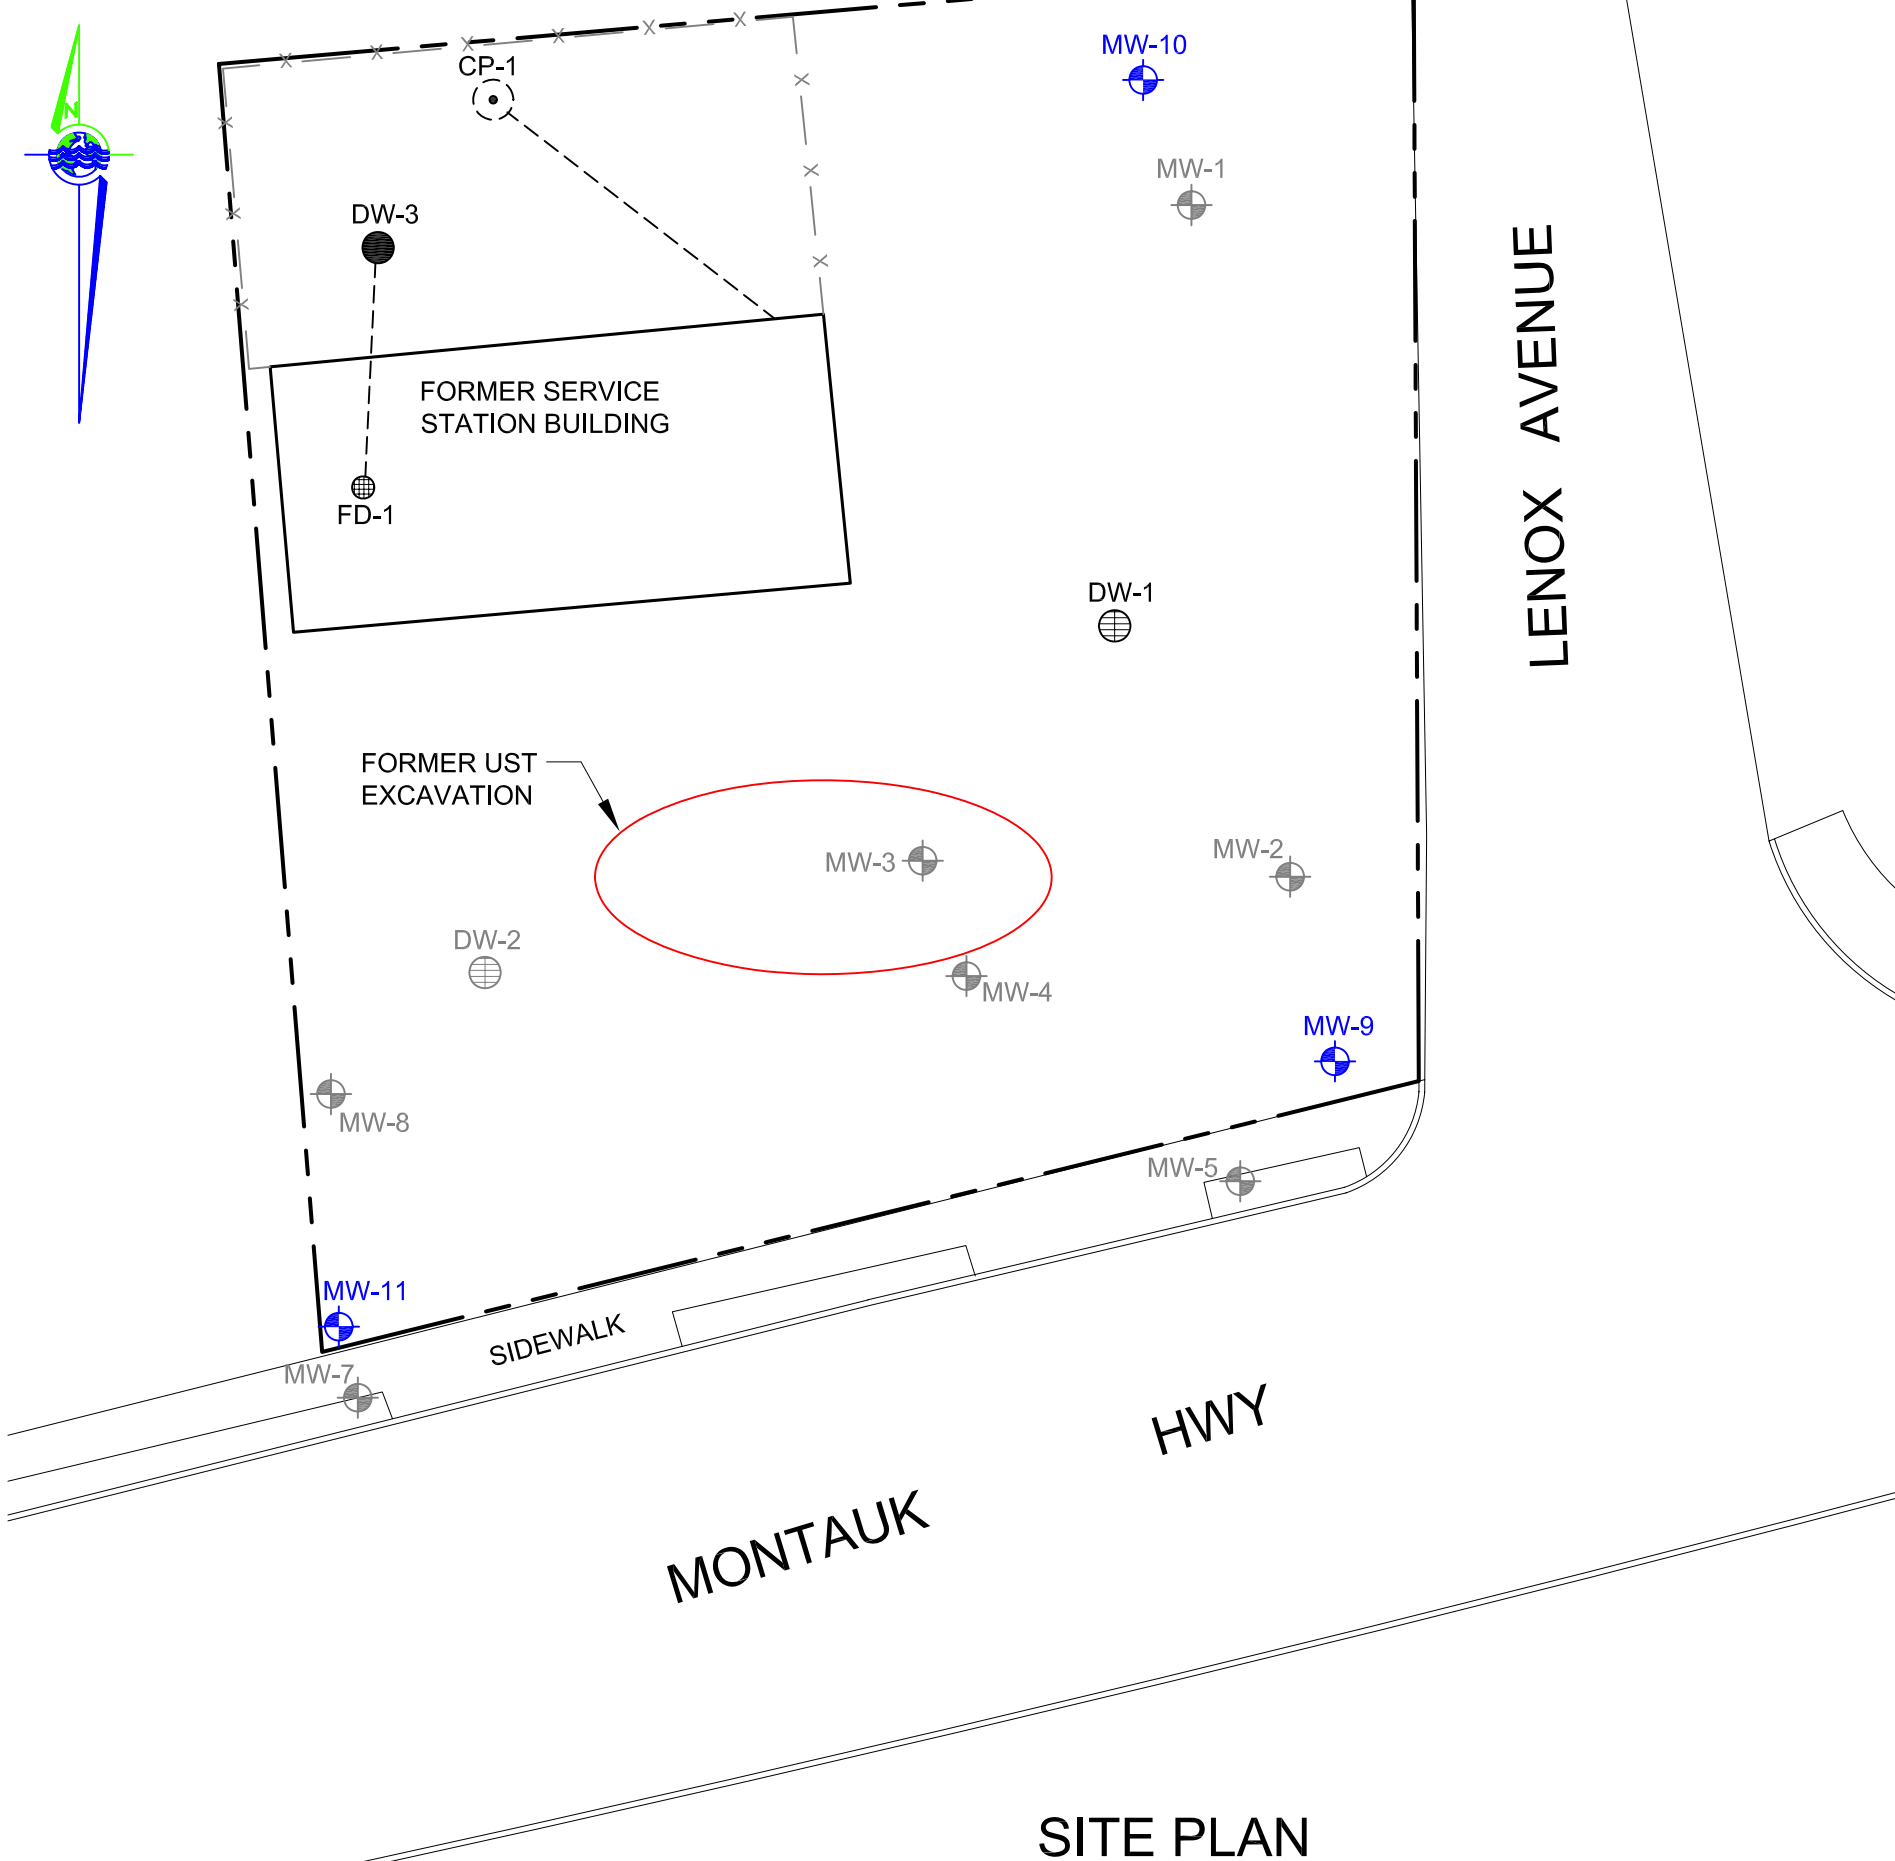 MW-10
CP-1
N
MW-1
DW-3
LENOX AVENUE
FORMER SERVICE
STATION BUILDING
FD-1
DW-1
FORMER UST
EXCAVATION
MW-3
MW-2
DW-2
MW-4
MW-9
MW-8
MW-5
MW-11
SIDEWALK
MW-7
MONTAUK HWY
SITE PLAN